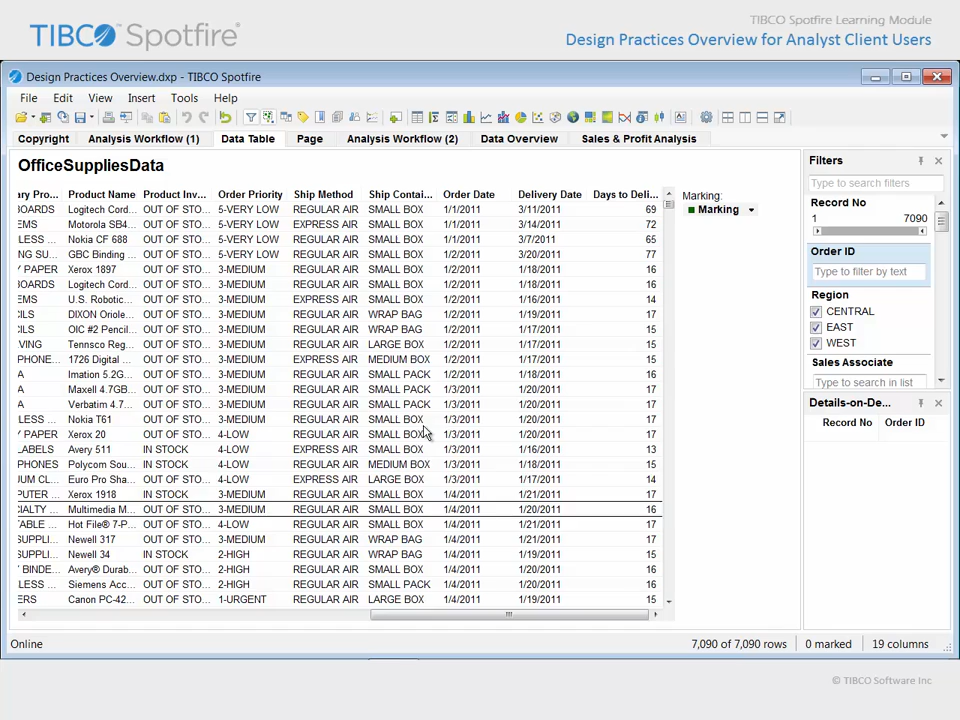 TIBCO Spotfire
TIBCO Spotfire Learning Module
Design Practices Overview for Analyst Client Users
Design Practices Overview.dxp - TIBCO Spotfire
File Edit View Insert Tools Help
Copyright Analysis Workflow (1) Data Table Page Analysis Workflow (2) Data Overview Sales & Profit Analysis
OfficeSuppliesData
ary Pro... Product Name Product Inv... Order Priority Ship Method Ship Contai... Order Date Delivery Date Days to Deli...
BOARDS Logitech Cord... OUT OF STO... 5-VERY LOW REGULAR AIR SMALL BOX 1/1/2011 3/11/2011 69
EMS Motorola SB4... OUT OF STO... 5-VERY LOW EXPRESS AIR SMALL BOX 1/1/2011 3/14/2011 72
LESS ... Nokia CF 688 OUT OF STO... 5-VERY LOW REGULAR AIR SMALL BOX 1/1/2011 3/7/2011 65
NG SU... GBC Binding ... OUT OF STO... 5-VERY LOW REGULAR AIR SMALL BOX 1/2/2011 3/20/2011 77
Y PAPER Xerox 1897 OUT OF STO... 3-MEDIUM REGULAR AIR SMALL BOX 1/2/2011 1/18/2011 16
BOARDS Logitech Cord... OUT OF STO... 3-MEDIUM REGULAR AIR SMALL BOX 1/2/2011 1/18/2011 16
EMS U.S. Robotic... OUT OF STO... 3-MEDIUM EXPRESS AIR SMALL BOX 1/2/2011 1/16/2011 14
CILS DIXON Oriole... OUT OF STO... 3-MEDIUM REGULAR AIR WRAP BAG 1/2/2011 1/19/2011 17
CILS OIC #2 Pencil... OUT OF STO... 3-MEDIUM REGULAR AIR WRAP BAG 1/2/2011 1/17/2011 15
VING Tennsco Reg... OUT OF STO... 3-MEDIUM REGULAR AIR LARGE BOX 1/2/2011 1/17/2011 15
PHONE... 1726 Digital ... OUT OF STO... 3-MEDIUM EXPRESS AIR MEDIUM BOX 1/2/2011 1/17/2011 15
A Imation 5.2G... OUT OF STO... 3-MEDIUM REGULAR AIR SMALL PACK 1/2/2011 1/18/2011 16
A Maxell 4.7GB... OUT OF STO... 3-MEDIUM REGULAR AIR SMALL PACK 1/3/2011 1/20/2011 17
A Verbatim 4.7... OUT OF STO... 3-MEDIUM REGULAR AIR SMALL PACK 1/3/2011 1/20/2011 17
LESS ... Nokia T61 OUT OF STO... 3-MEDIUM REGULAR AIR SMALL BOX 1/3/2011 1/20/2011 17
Y PAPER Xerox 20 OUT OF STO... 4-LOW REGULAR AIR SMALL BOX 1/3/2011 1/20/2011 17
LABELS Avery 511 IN STOCK 4-LOW EXPRESS AIR SMALL BOX 1/3/2011 1/16/2011 13
PHONES Polycom Sou... IN STOCK 4-LOW REGULAR AIR MEDIUM BOX 1/3/2011 1/18/2011 15
UM CL... Euro Pro Sha... OUT OF STO... 4-LOW EXPRESS AIR LARGE BOX 1/3/2011 1/17/2011 14
PUTER ... Xerox 1918 IN STOCK 3-MEDIUM REGULAR AIR SMALL BOX 1/4/2011 1/21/2011 17
IALTY ... Multimedia M... OUT OF STO... 3-MEDIUM REGULAR AIR SMALL BOX 1/4/2011 1/20/2011 16
ABLE ... Hot File® 7-P... OUT OF STO... 4-LOW REGULAR AIR SMALL BOX 1/4/2011 1/21/2011 17
SUPPLI... Newell 317 OUT OF STO... 3-MEDIUM REGULAR AIR WRAP BAG 1/4/2011 1/21/2011 17
SUPPLI... Newell 34 IN STOCK 2-HIGH REGULAR AIR WRAP BAG 1/4/2011 1/19/2011 15
Y BINDE... Avery® Durab... OUT OF STO... 2-HIGH REGULAR AIR SMALL BOX 1/4/2011 1/20/2011 16
LESS ... Siemens Acc... OUT OF STO... 2-HIGH REGULAR AIR SMALL PACK 1/4/2011 1/20/2011 16
ERS Canon PC-42... OUT OF STO... 1-URGENT REGULAR AIR LARGE BOX 1/4/2011 1/19/2011 15
Marking:
Marking
Filters
Type to search filters
Record No
1 7090
Order ID
Type to filter by text
Region
CENTRAL
EAST
WEST
Sales Associate
Type to search in list
Details-on-De...
Record No Order ID
Online 7,090 of 7,090 rows 0 marked 19 columns
© TIBCO Software Inc